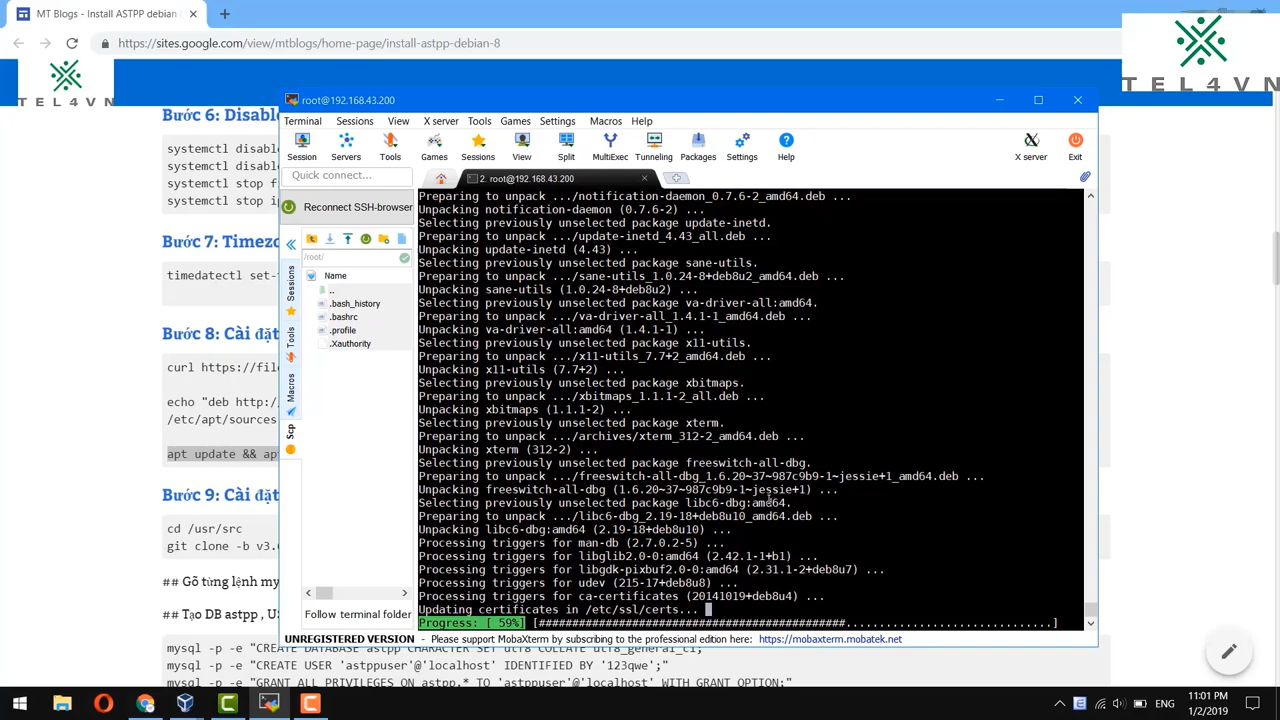 MT Blogs - Install ASTPP debian
https://sites.google.com/view/mtblogs/home-page/install-astpp-debian-8
TEL4VN
TEL4VN
Bước 6: Disable
systemctl disabl
systemctl disabl
systemctl stop f
systemctl stop ip
Bước 7: Timezo
timedatectl set-t
Bước 8: Cài đặt
curl https://file
echo "deb http:/
/etc/apt/sources
apt update && apt
Bước 9: Cài đặt
cd /usr/src
git clone -b v3.6
## Gõ từng lệnh my
## Tạo DB astpp , US
mysql -p -e "CREATE DATABASE astpp CHARACTER SET utf8 COLLATE utf8_general_ci;
mysql -p -e "CREATE USER 'astppuser'@'localhost' IDENTIFIED BY '123qwe';"
mysql -p -e "GRANT ALL PRIVILEGES ON astpp.* TO 'astppuser'@'localhost' WITH GRANT OPTION;"
root@192.168.43.200
Terminal Sessions View X server Tools Games Settings Macros Help
Session Servers Tools Games Sessions View Split MultiExec Tunneling Packages Settings Help X server Exit
Quick connect...
2. root@192.168.43.200
Reconnect SSH-browser
/root/
Name
..
.bash_history
.bashrc
.profile
.Xauthority
Sessions
Tools
Macros
Scp
Follow terminal folder
Preparing to unpack .../notification-daemon_0.7.6-2_amd64.deb ...
Unpacking notification-daemon (0.7.6-2) ...
Selecting previously unselected package update-inetd.
Preparing to unpack .../update-inetd_4.43_all.deb ...
Unpacking update-inetd (4.43) ...
Selecting previously unselected package sane-utils.
Preparing to unpack .../sane-utils_1.0.24-8+deb8u2_amd64.deb ...
Unpacking sane-utils (1.0.24-8+deb8u2) ...
Selecting previously unselected package va-driver-all:amd64.
Preparing to unpack .../va-driver-all_1.4.1-1_amd64.deb ...
Unpacking va-driver-all:amd64 (1.4.1-1) ...
Selecting previously unselected package x11-utils.
Preparing to unpack .../x11-utils_7.7+2_amd64.deb ...
Unpacking x11-utils (7.7+2) ...
Selecting previously unselected package xbitmaps.
Preparing to unpack .../xbitmaps_1.1.1-2_all.deb ...
Unpacking xbitmaps (1.1.1-2) ...
Selecting previously unselected package xterm.
Preparing to unpack .../archives/xterm_312-2_amd64.deb ...
Unpacking xterm (312-2) ...
Selecting previously unselected package freeswitch-all-dbg.
Preparing to unpack .../freeswitch-all-dbg_1.6.20~37~987c9b9-1~jessie+1_amd64.deb ...
Unpacking freeswitch-all-dbg (1.6.20~37~987c9b9-1~jessie+1) ...
Selecting previously unselected package libc6-dbg:amd64.
Preparing to unpack .../libc6-dbg_2.19-18+deb8u10_amd64.deb ...
Unpacking libc6-dbg:amd64 (2.19-18+deb8u10) ...
Processing triggers for man-db (2.7.0.2-5) ...
Processing triggers for libglib2.0-0:amd64 (2.42.1-1+b1) ...
Processing triggers for libgdk-pixbuf2.0-0:amd64 (2.31.1-2+deb8u7) ...
Processing triggers for udev (215-17+deb8u8) ...
Processing triggers for ca-certificates (20141019+deb8u4) ...
Updating certificates in /etc/ssl/certs...
Progress: [ 59%] [##############################################...............................]
UNREGISTERED VERSION - Please support MobaXterm by subscribing to the professional edition here: https://mobaxterm.mobatek.net
ENG
11:01 PM
1/2/2019